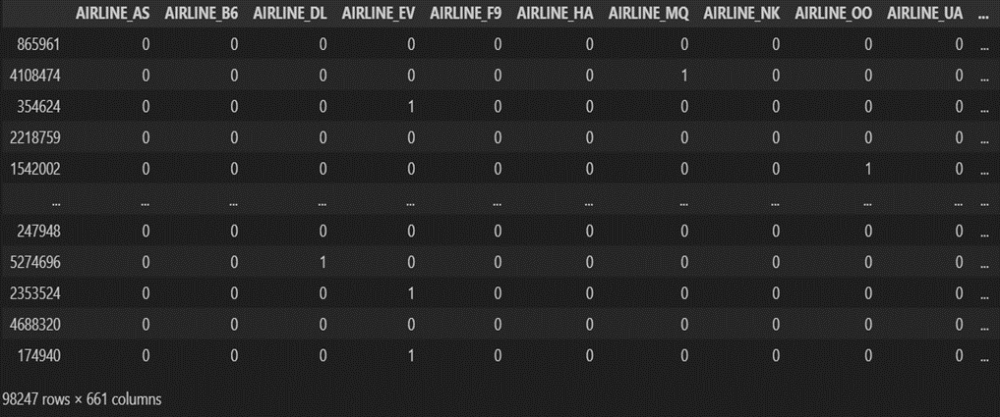 AIRLINE_AS AIRLINE_B6 AIRLINE_DL AIRLINE_EV AIRLINE_F9 AIRLINE_HA AIRLINE_MQ AIRLINE_NK AIRLINE_OO AIRLINE_UA ...
865961 0 0 0 0 0 0 0 0 0 0 ...
4108474 0 0 0 0 0 0 1 0 0 0 ...
354624 0 0 0 1 0 0 0 0 0 0 ...
2218759 0 0 0 0 0 0 0 0 0 0 ...
1542002 0 0 0 0 0 0 0 0 1 0 ...
... ... ... ... ... ... ... ... ... ... ... ...
247948 0 0 0 0 0 0 0 0 0 0 ...
5274696 0 0 1 0 0 0 0 0 0 0 ...
2353524 0 0 0 1 0 0 0 0 0 0 ...
4688320 0 0 0 0 0 0 0 0 0 0 ...
174940 0 0 0 1 0 0 0 0 0 0 ...
98247 rows × 661 columns